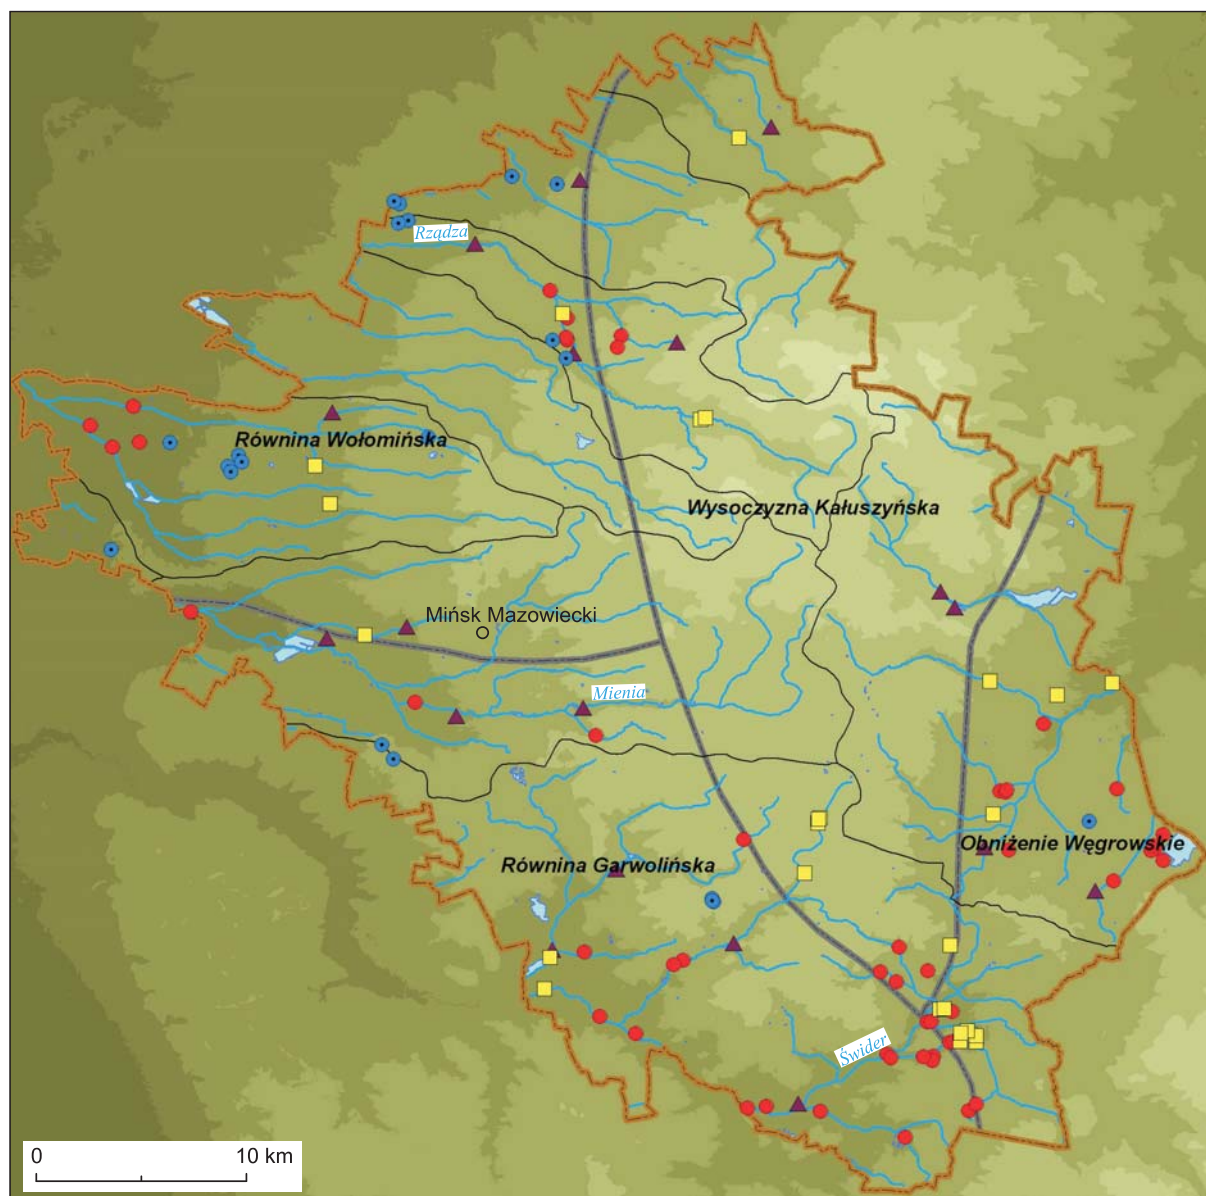 Rządza
Równina Wołomińska
Wysoczyzna Kałuszyńska
Mińsk Mazowiecki
Mienia
Obniżenie Węgrowskie
Równina Garwolińska
Świder
0 10 km